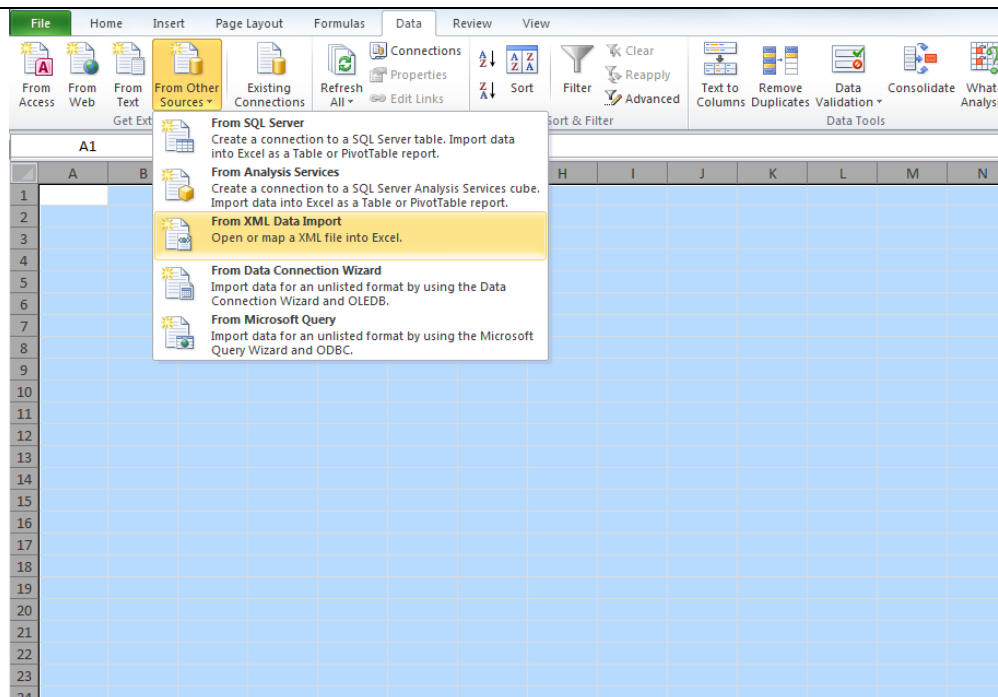 File Home Insert Page Layout Formulas Data Review View
From Access
From Web
From Text
From Other Sources
Existing Connections
Refresh All
Connections
Properties
Edit Links
Sort
Filter
Clear
Reapply
Advanced
Text to Columns
Remove Duplicates
Data Validation
Consolidate
What
Analys
Get Ext
Sort & Filter
Data Tools
From SQL Server
Create a connection to a SQL Server table. Import data
into Excel as a Table or PivotTable report.
From Analysis Services
Create a connection to a SQL Server Analysis Services cube.
Import data into Excel as a Table or PivotTable report.
From XML Data Import
Open or map a XML file into Excel.
From Data Connection Wizard
Import data for an unlisted format by using the Data
Connection Wizard and OLEDB.
From Microsoft Query
Import data for an unlisted format by using the Microsoft
Query Wizard and ODBC.
A1
A B H I J K L M N
1
2
3
4
5
6
7
8
9
10
11
12
13
14
15
16
17
18
19
20
21
22
23